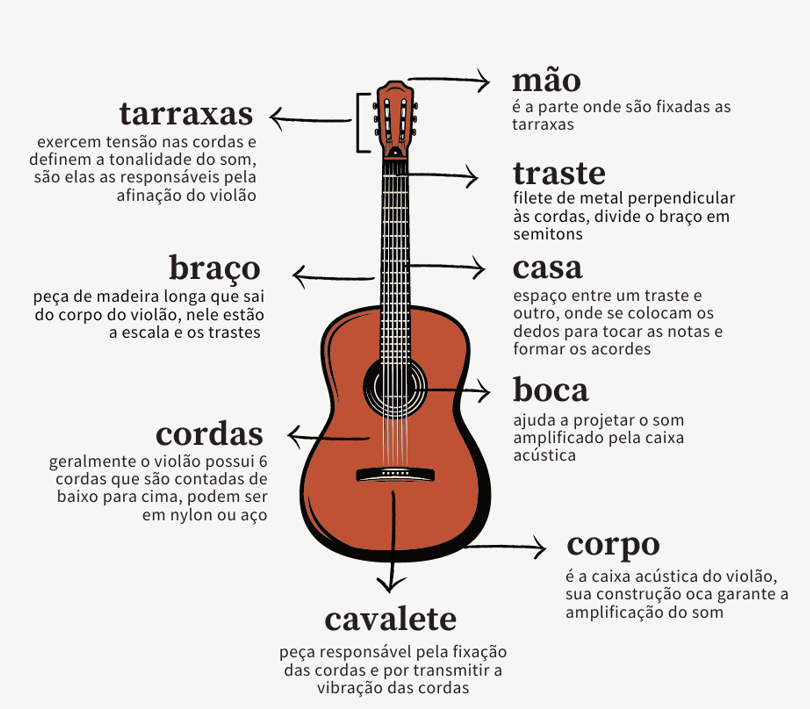 mão
é a parte onde são fixadas as
tarraxas
tarraxas
exercem tensão nas cordas e
definem a tonalidade do som,
são elas as responsáveis pela
afinação do violão
traste
filete de metal perpendicular
às cordas, divide o braço em
semitons
braço
peça de madeira longa que sai
do corpo do violão, nele estão
a escala e os trastes
casa
espaço entre um traste e
outro, onde se colocam os
dedos para tocar as notas e
formar os acordes
boca
ajuda a projetar o som
amplificado pela caixa
acústica
cordas
geralmente o violão possui 6
cordas que são contadas de
baixo para cima, podem ser
em nylon ou aço
corpo
é a caixa acústica do violão,
sua construção oca garante a
amplificação do som
cavalete
peça responsável pela fixação
das cordas e por transmitir a
vibração das cordas